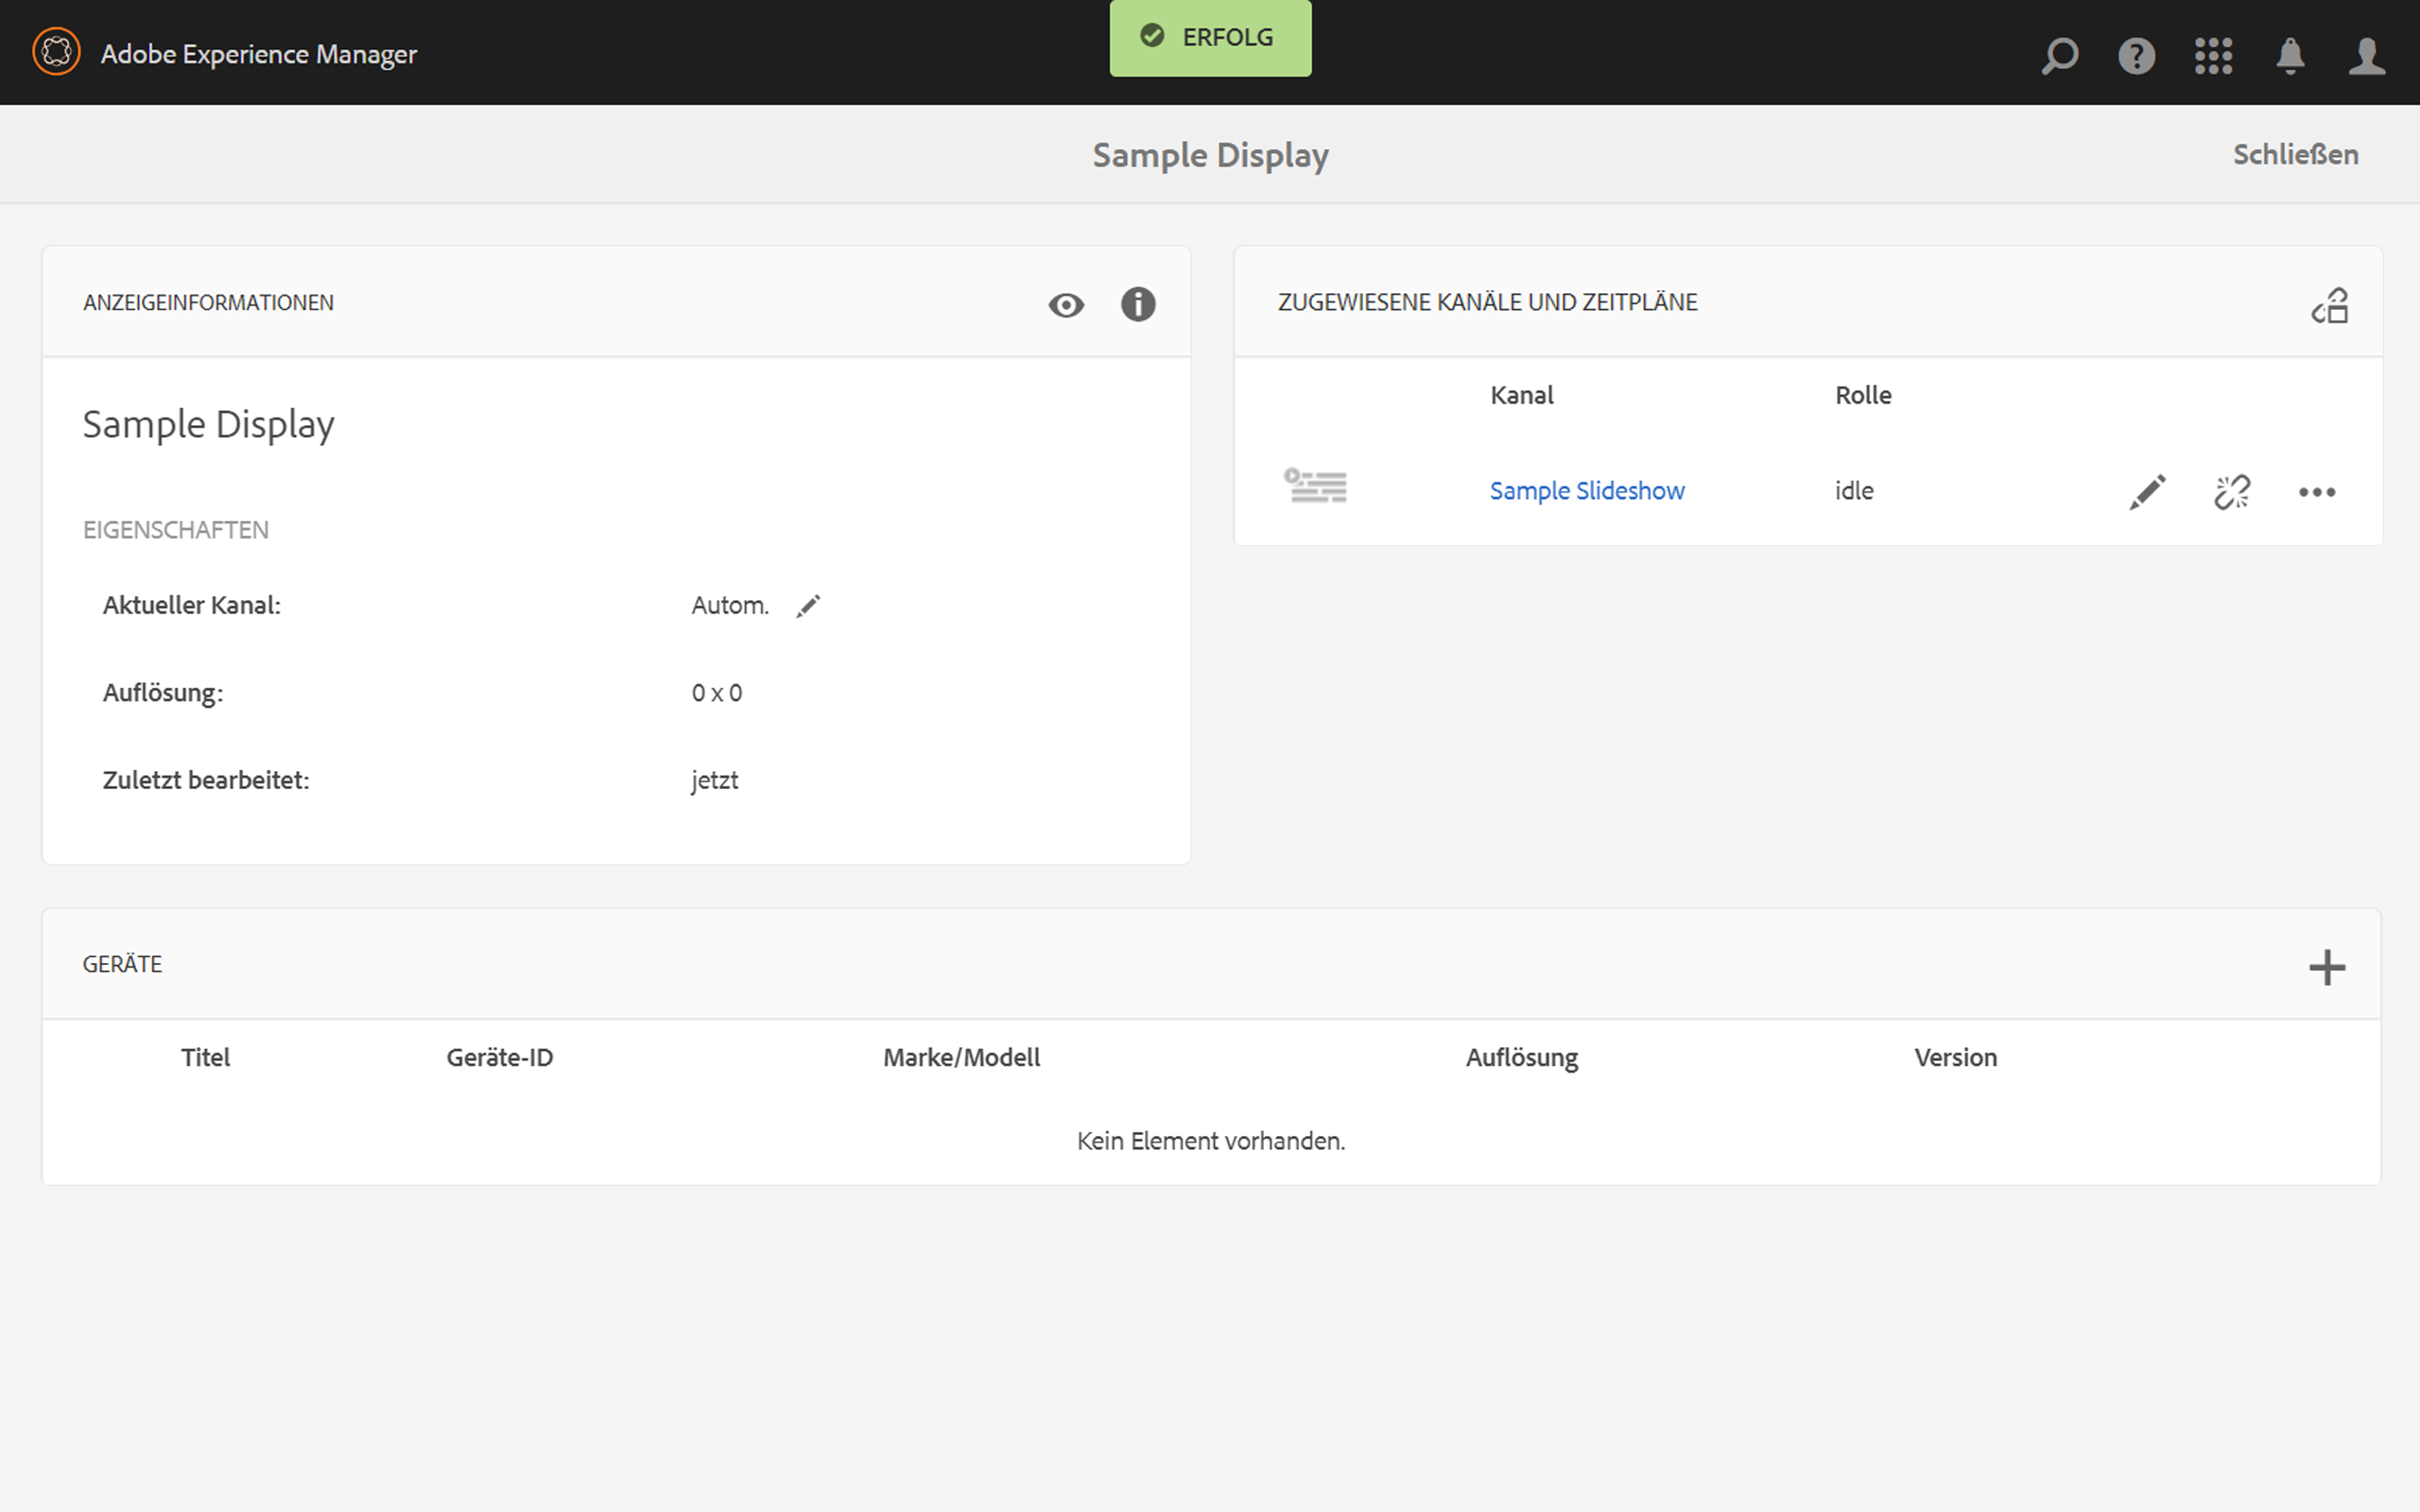 Adobe Experience Manager
ERFOLG
Sample Display
Schließen
ANZEIGEINFORMATIONEN
Sample Display
EIGENSCHAFTEN
Aktueller Kanal: Autom.
Auflösung: 0 x 0
Zuletzt bearbeitet: jetzt
ZUGEWIESENE KANÄLE UND ZEITPLÄNE
Kanal Rolle
Sample Slideshow idle
GERÄTE
Titel Geräte-ID Marke/Modell Auflösung Version
Kein Element vorhanden.